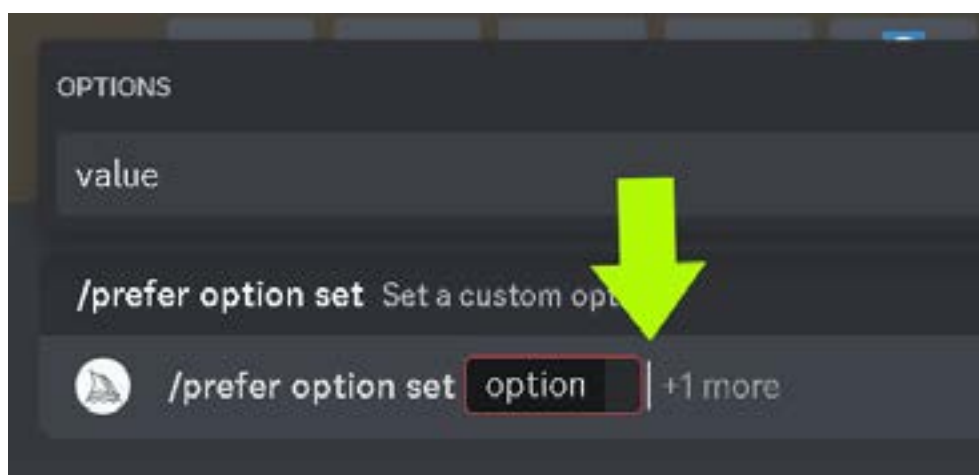 OPTIONS
value
/prefer option set Set a custom opt
/prefer option set option +1 more